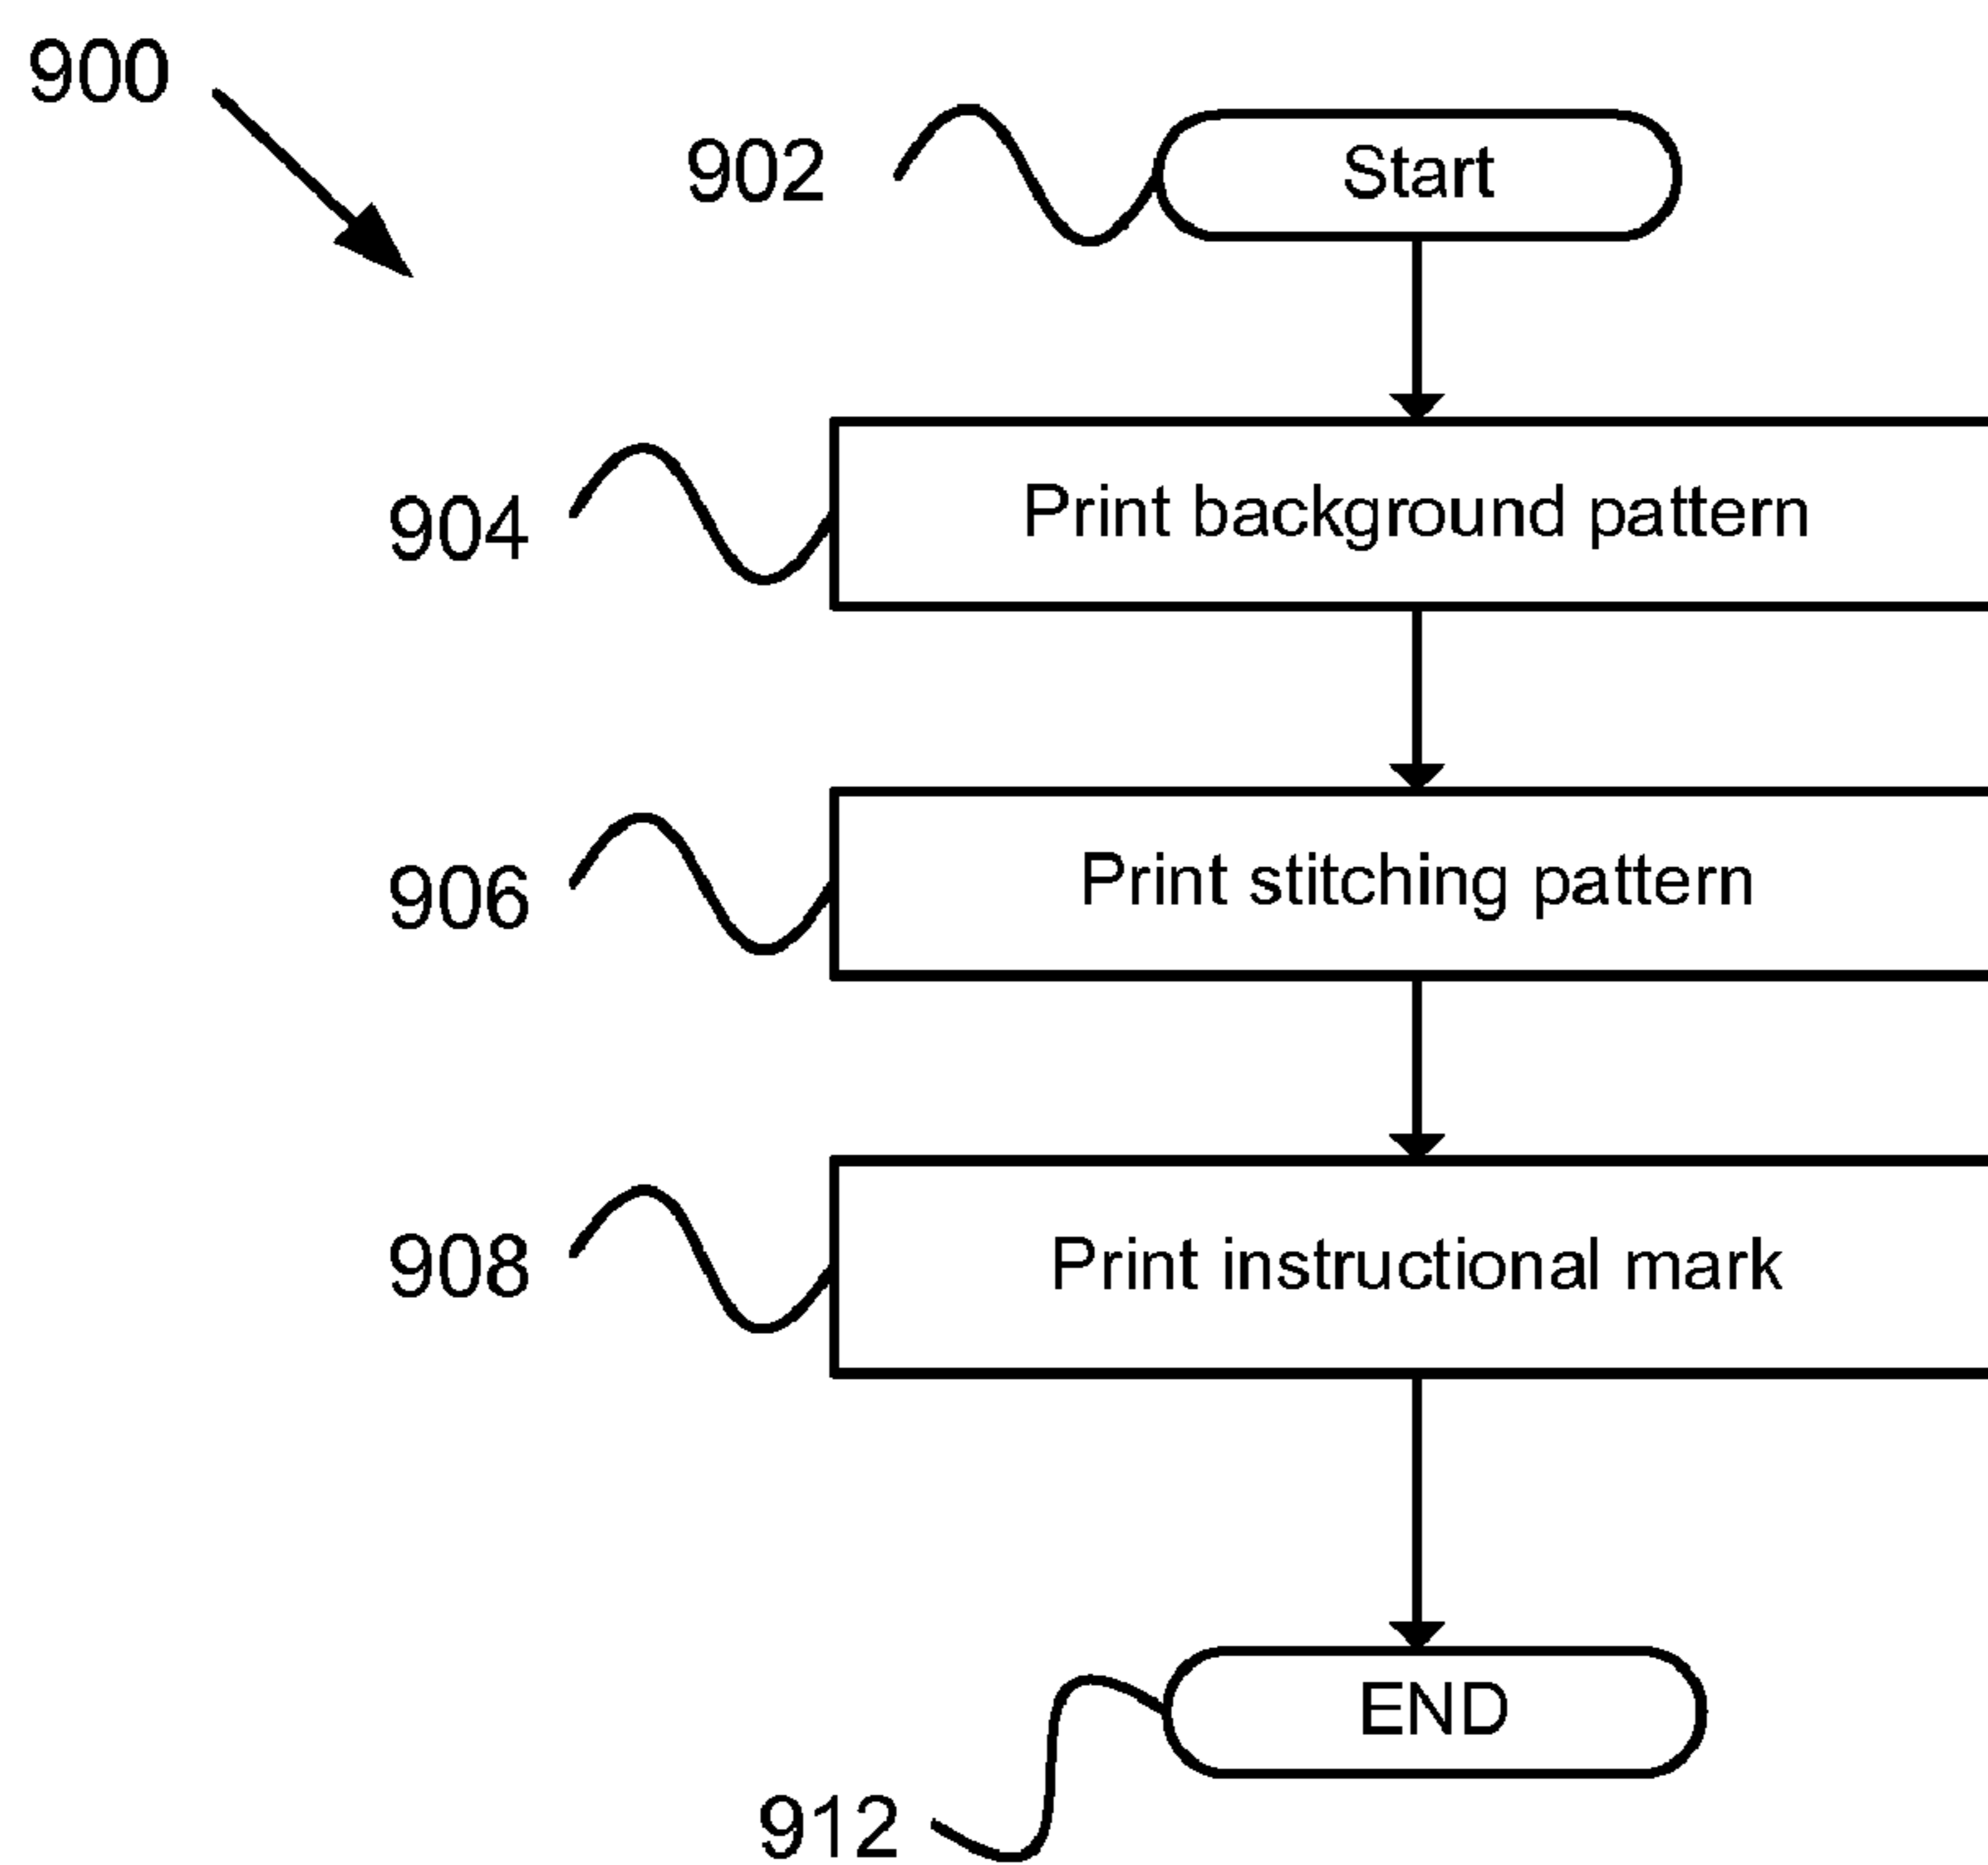 900
902
Start
904
Print background pattern
906
Print stitching pattern
908
Print instructional mark
END
912